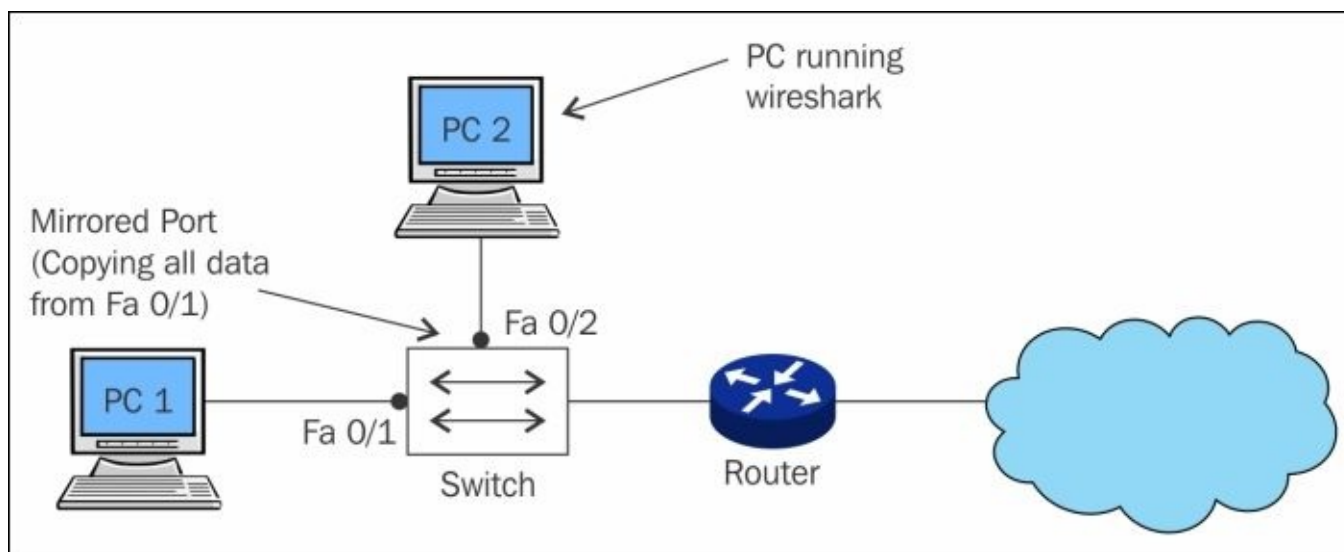 PC running
wireshark
PC 2
Mirrored Port
(Copying all data
from Fa 0/1)
Fa 0/2
PC 1
Fa 0/1
Switch
Router